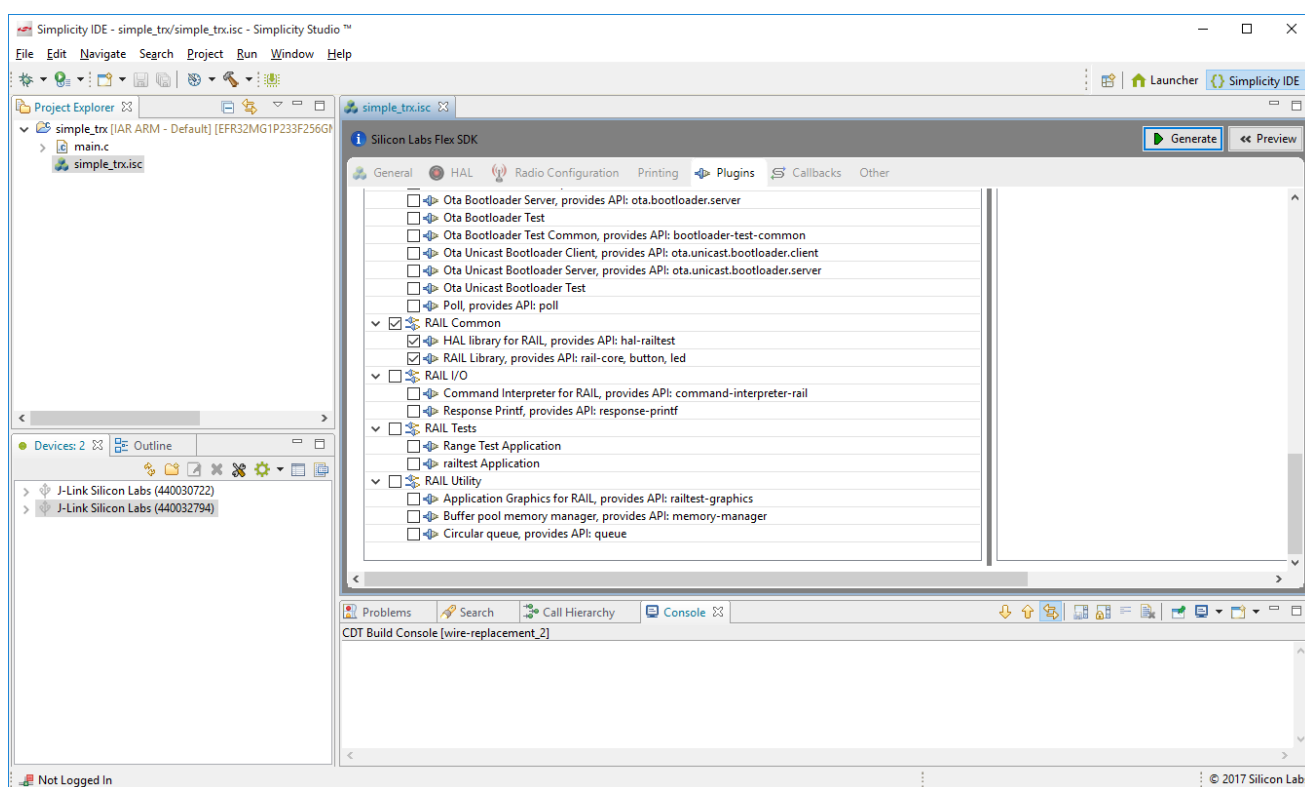 Simplicity IDE - simple_trx/simple_trx.isc - Simplicity Studio ™
File Edit Navigate Search Project Run Window Help
Launcher Simplicity IDE
Project Explorer
simple_trx [IAR ARM - Default] [EFR32MG1P233F256GM
main.c
simple_trx.isc
simple_trx.isc
Silicon Labs Flex SDK
Generate
Preview
General HAL Radio Configuration Printing Plugins Callbacks Other
Ota Bootloader Server, provides API: ota.bootloader.server
Ota Bootloader Test
Ota Bootloader Test Common, provides API: bootloader-test-common
Ota Unicast Bootloader Client, provides API: ota.unicast.bootloader.client
Ota Unicast Bootloader Server, provides API: ota.unicast.bootloader.server
Ota Unicast Bootloader Test
Poll, provides API: poll
RAIL Common
HAL library for RAIL, provides API: hal-railtest
RAIL Library, provides API: rail-core, button, led
RAIL I/O
Command Interpreter for RAIL, provides API: command-interpreter-rail
Response Printf, provides API: response-printf
RAIL Tests
Range Test Application
railtest Application
RAIL Utility
Application Graphics for RAIL, provides API: railtest-graphics
Buffer pool memory manager, provides API: memory-manager
Circular queue, provides API: queue
Devices: 2 Outline
J-Link Silicon Labs (440030722)
J-Link Silicon Labs (440032794)
Problems Search Call Hierarchy Console
CDT Build Console [wire-replacement_2]
Not Logged In
© 2017 Silicon Lab